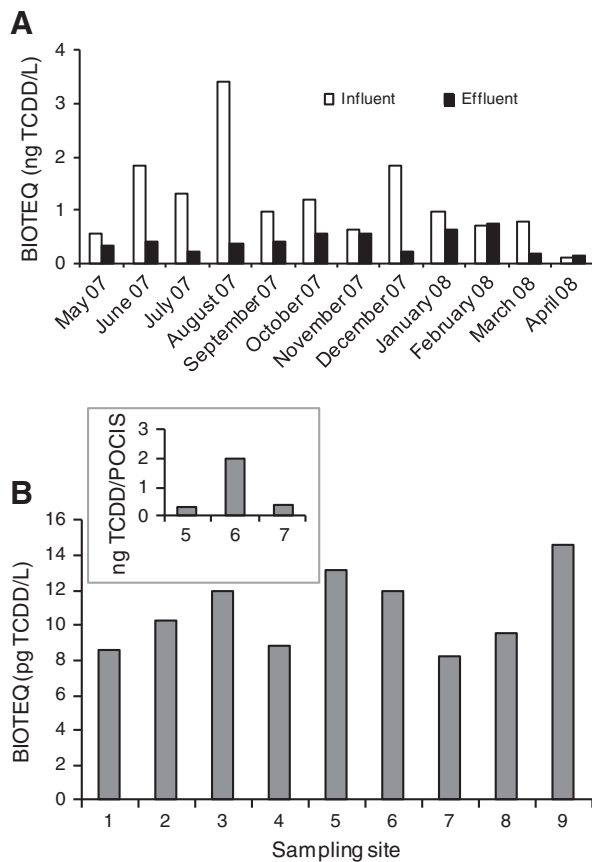 A
BIOTEQ (ng TCDD/L)
4
3
2
1
0
Influent
Effluent
May 07
June 07
July 07
August 07
September 07
October 07
November 07
December 07
January 08
February 08
March 08
April 08
B
ng TCDD/POCIS
3
2
1
0
5 6 7
BIOTEQ (pg TCDD/L)
16
14
12
10
8
6
4
2
0
1 2 3 4 5 6 7 8 9
Sampling site